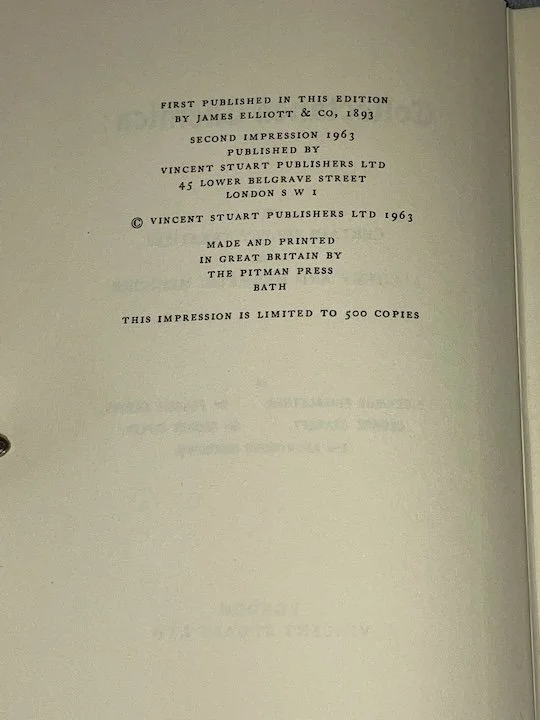 FIRST PUBLISHED IN THIS EDITION
BY JAMES ELLIOTT & CO, 1893
SECOND IMPRESSION 1963
PUBLISHED BY
VINCENT STUART PUBLISHERS LTD
45 LOWER BELGRAVE STREET
LONDON S W 1
© VINCENT STUART PUBLISHERS LTD 1963
MADE AND PRINTED
IN GREAT BRITAIN BY
THE PITMAN PRESS
BATH
THIS IMPRESSION IS LIMITED TO 500 COPIES